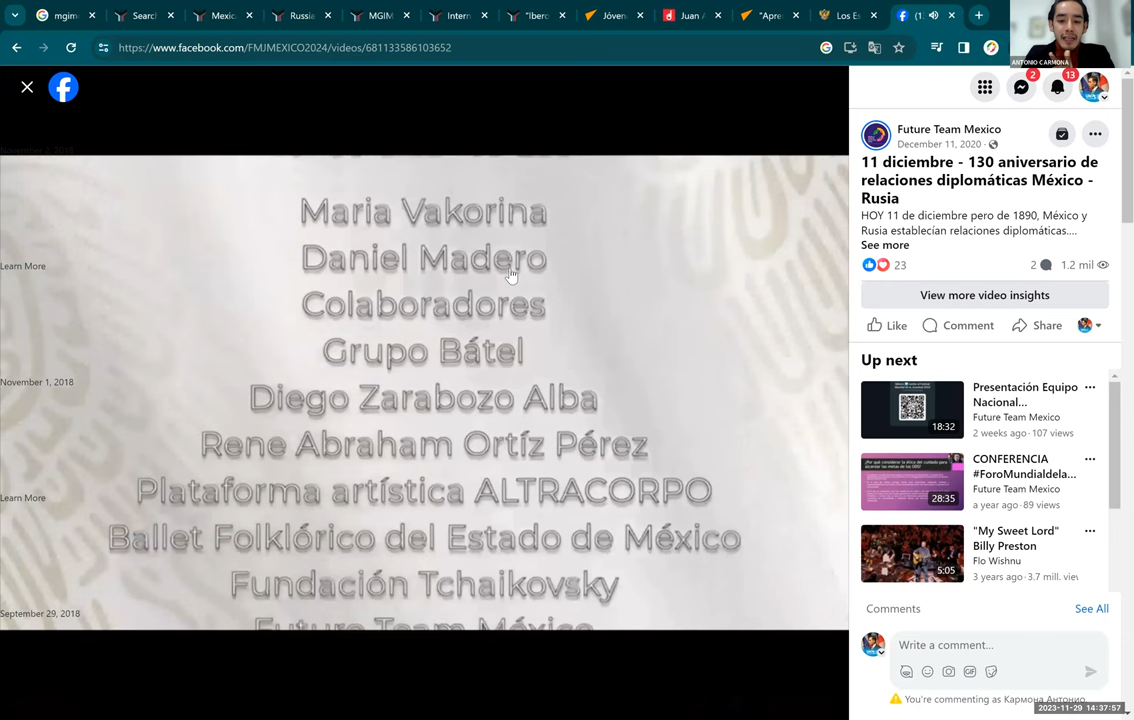 mgim
Searc
Mexic
Russia
MGIM
Intern
"Ibero
Jóven
Juan A
"Apre
Los Es
(1
https://www.facebook.com/FMJMEXICO2024/videos/681133586103652
ANTONIO CARMONA
2
13
November 2, 2018
Learn More
November 1, 2018
Learn More
September 29, 2018
Maria Vakorina
Daniel Madero
Colaboradores
Grupo Bátel
Diego Zarabozo Alba
Rene Abraham Ortíz Pérez
Plataforma artística ALTRACORPO
Ballet Folklórico del Estado de México
Fundación Tchaikovsky
Future Team México
Future Team Mexico
December 11, 2020
11 diciembre - 130 aniversario de
relaciones diplomáticas México -
Rusia
HOY 11 de diciembre pero de 1890, México y
Rusia establecían relaciones diplomáticas....
See more
23
2
1.2 mil
View more video insights
Like
Comment
Share
Up next
18:32
Presentación Equipo
Nacional...
Future Team Mexico
2 weeks ago · 107 views
28:35
CONFERENCIA
#ForoMundialdela...
Future Team Mexico
a year ago · 89 views
5:05
"My Sweet Lord"
Billy Preston
Flo Wishnu
3 years ago · 3.7 mill. viev
Comments
See All
Write a comment...
You're commenting as Кармона Антонио
2023-11-29 14:37:57